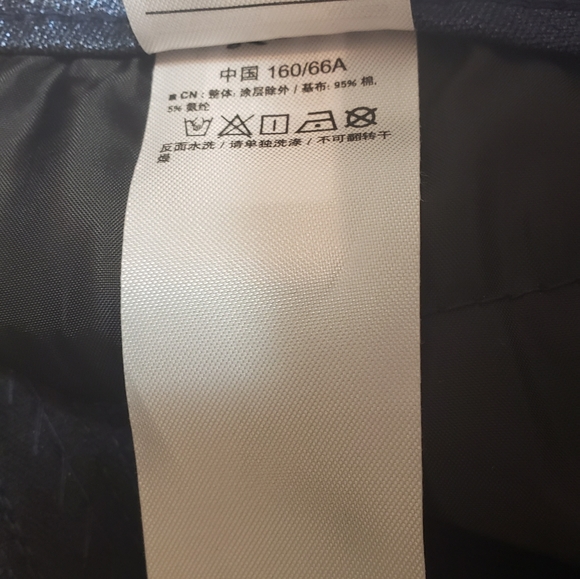 中国 160/66A
CN：整体：涂层除外 / 基布：95% 棉，
5% 氨纶
反面水洗 / 请单独洗涤 / 不可翻转干
燥